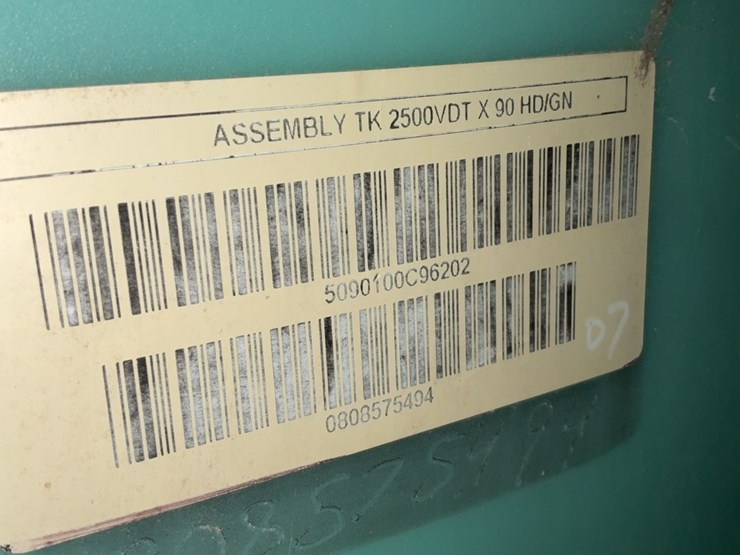 ASSEMBLY TK 2500VDT X 90 HD/GN
5090100C96202
07
0808575494